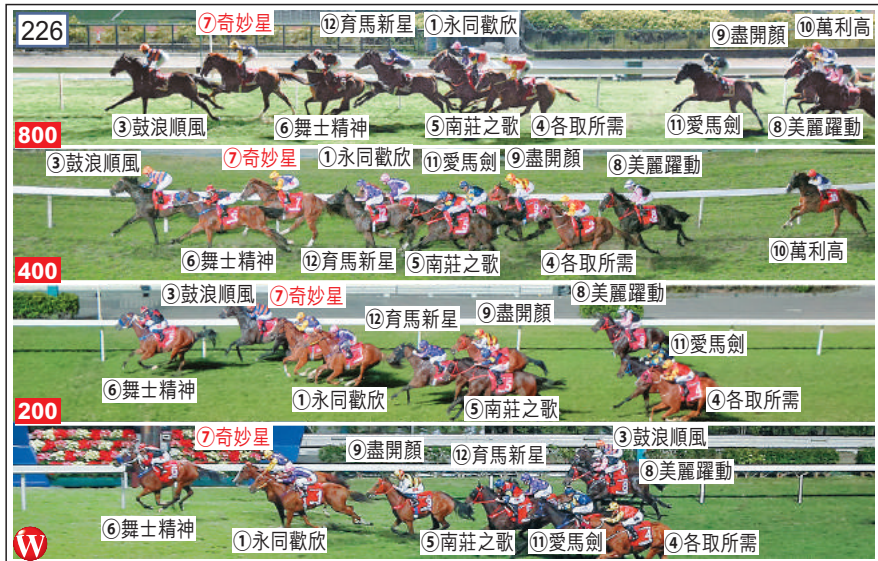 226
⑦奇妙星 ⑫育馬新星 ①永同歡欣 ⑨盡開顏 ⑩萬利高
③鼓浪順風 ⑥舞士精神 ⑤南莊之歌 ④各取所需 ⑪愛馬劍 ⑧美麗躍動
800
③鼓浪順風 ⑦奇妙星 ①永同歡欣 ⑪愛馬劍 ⑨盡開顏 ⑧美麗躍動
⑥舞士精神 ⑫育馬新星 ⑤南莊之歌 ④各取所需 ⑩萬利高
400
③鼓浪順風 ⑦奇妙星 ⑫育馬新星 ⑨盡開顏 ⑧美麗躍動
⑪愛馬劍
⑥舞士精神 ①永同歡欣 ⑤南莊之歌 ④各取所需
200
⑦奇妙星 ⑨盡開顏 ⑫育馬新星 ③鼓浪順風
⑧美麗躍動
⑥舞士精神 ①永同歡欣 ⑤南莊之歌 ⑪愛馬劍 ④各取所需
W